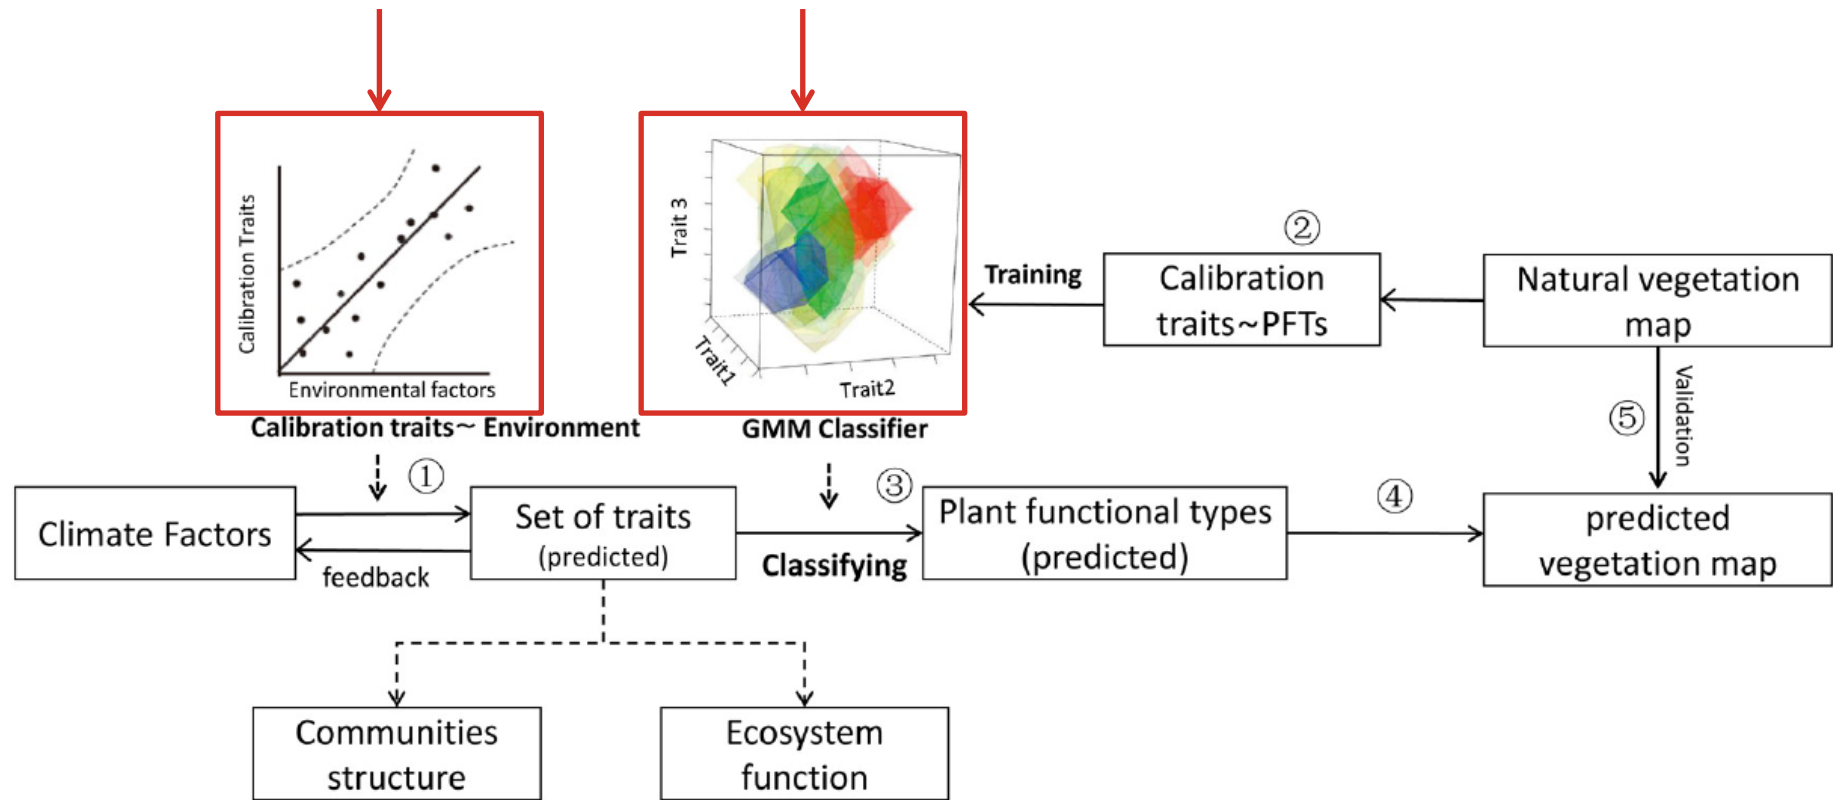 Calibration Traits
Environmental factors
Calibration traits~ Environment
Trait 3
Trait1
Trait2
GMM Classifier
Training
②
Calibration
traits~PFTs
Natural vegetation
map
⑤
Validation
Climate Factors
①
feedback
Set of traits
(predicted)
③
Classifying
Plant functional types
(predicted)
④
predicted
vegetation map
Communities
structure
Ecosystem
function